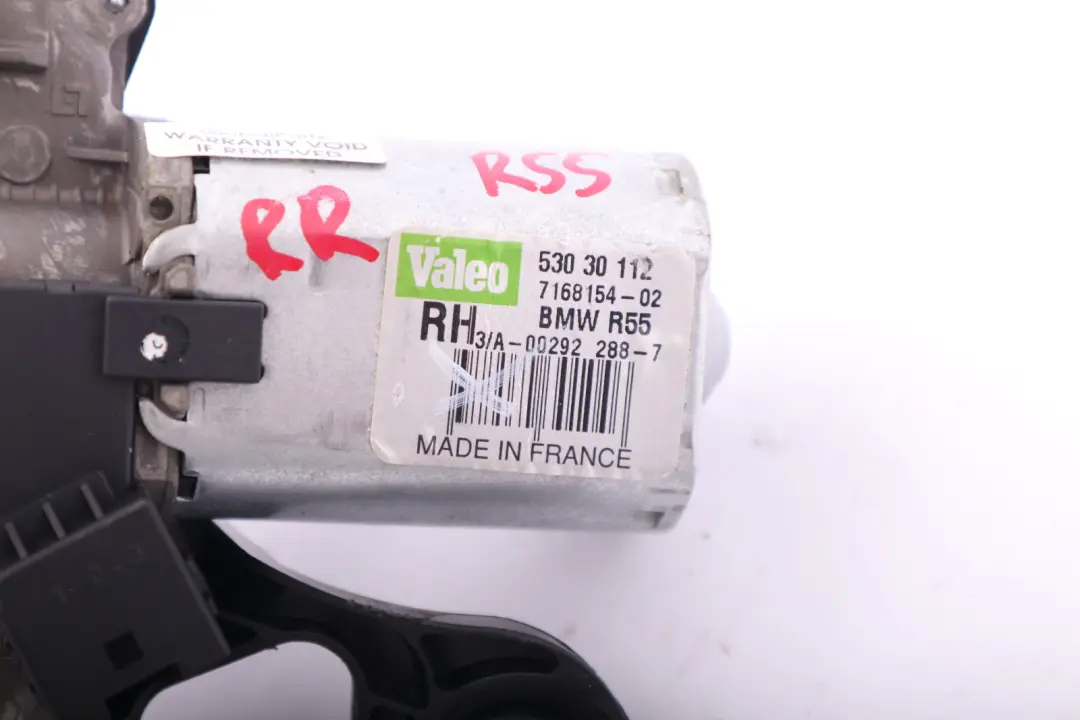 WARRANTY VOID
IF REMOVED
RR
R55
Valeo
530 30 112
7168154-02
BMW R55
RH
3/A-00292 288-7
MADE IN FRANCE